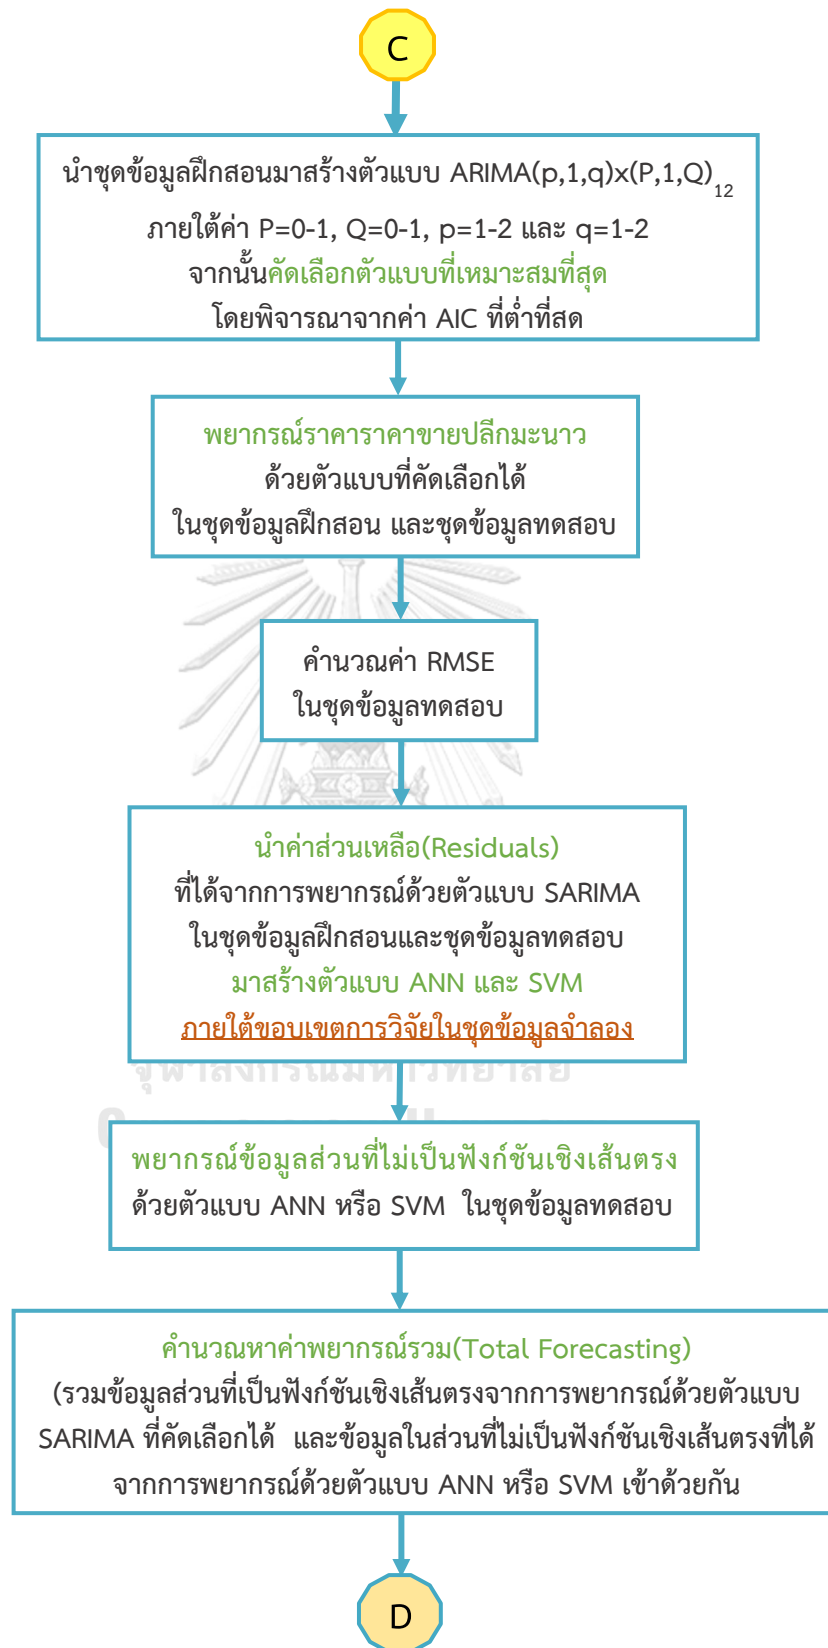 C
นำชุดข้อมูลฝึกสอนมาสร้างตัวแบบ ARIMA(p,1,q)x(P,1,Q)12
ภายใต้ค่า P=0-1, Q=0-1, p=1-2 และ q=1-2
จากนั้นคัดเลือกตัวแบบที่เหมาะสมที่สุด
โดยพิจารณาจากค่า AIC ที่ต่ำที่สด
พยากรณ์ราคาราคาขายปลีกมะนาว
ด้วยตัวแบบที่คัดเลือกได้
ในชุดข้อมูลฝึกสอน และชุดข้อมูลทดสอบ
คำนวณค่า RMSE
ในชุดข้อมูลทดสอบ
นำค่าส่วนเหลือ(Residuals)
ที่ได้จากการพยากรณ์ด้วยตัวแบบ SARIMA
ในชุดข้อมูลฝึกสอนและชุดข้อมูลทดสอบ
มาสร้างตัวแบบ ANN และ SVM
ภายใต้ขอบเขตการวิจัยในชุดข้อมูลจำลอง
จุฬาลงกรณ์มหาวิทยาลัย
พยากรณ์ข้อมูลส่วนที่ไม่เป็นฟังก์ชันเชิงเส้นตรง
ด้วยตัวแบบ ANN หรือ SVM ในชุดข้อมูลทดสอบ
คำนวณหาค่าพยากรณ์รวม(Total Forecasting)
(รวมข้อมูลส่วนที่เป็นฟังก์ชันเชิงเส้นตรงจากการพยากรณ์ด้วยตัวแบบ
SARIMA ที่คัดเลือกได้ และข้อมูลในส่วนที่ไม่เป็นฟังก์ชันเชิงเส้นตรงที่ได้
จากการพยากรณ์ด้วยตัวแบบ ANN หรือ SVM เข้าด้วยกัน
D